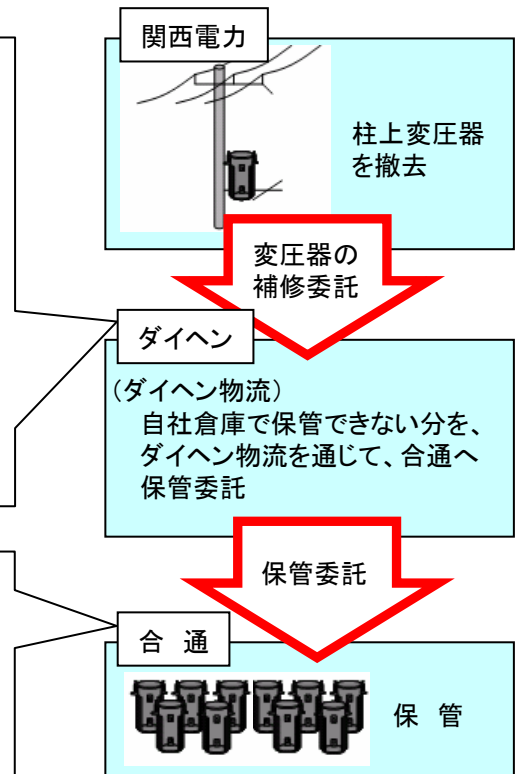 関西電力
柱上変圧器
を撤去
変圧器の
補修委託
ダイヘン
(ダイヘン物流)
自社倉庫で保管できない分を、
ダイヘン物流を通じて、合通へ
保管委託
保管委託
合 通
保 管